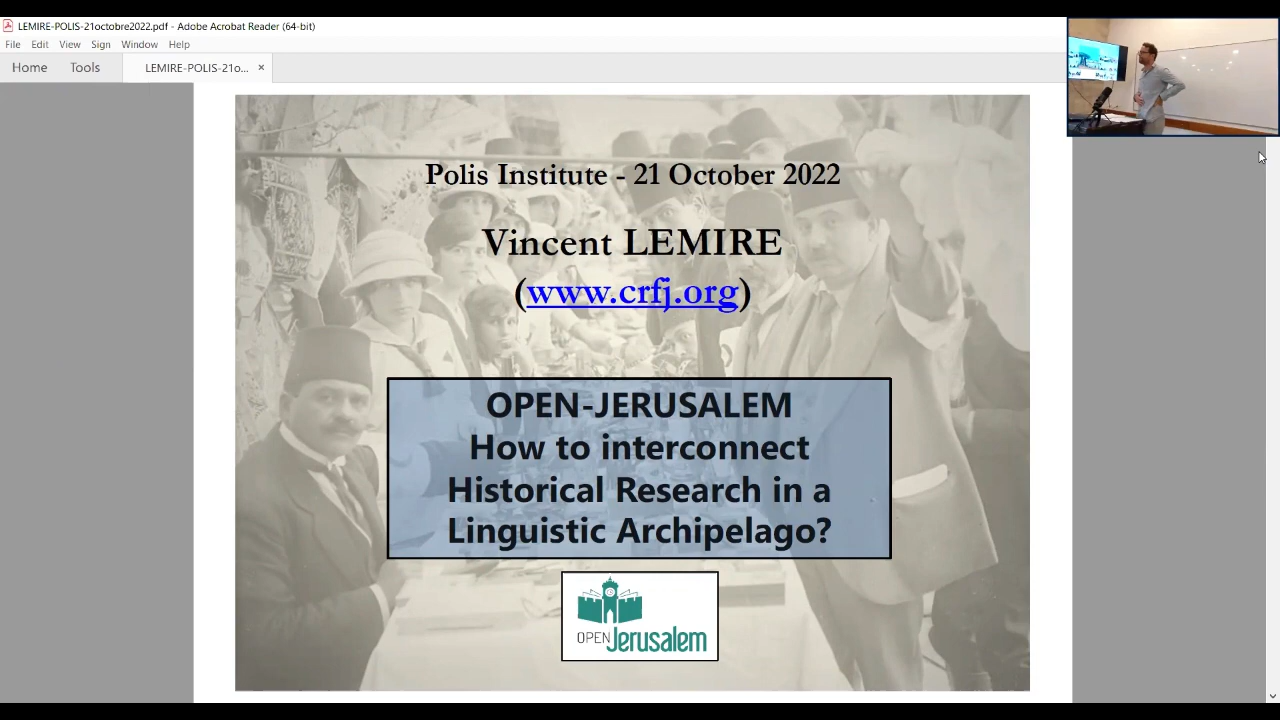 LEMIRE-POLIS-21octobre2022.pdf - Adobe Acrobat Reader (64-bit)
File Edit View Sign Window Help
Home Tools LEMIRE-POLIS-21o... ×
Polis Institute - 21 October 2022
Vincent LEMIRE
(www.crfj.org)
OPEN-JERUSALEM
How to interconnect
Historical Research in a
Linguistic Archipelago?
OPEN Jerusalem